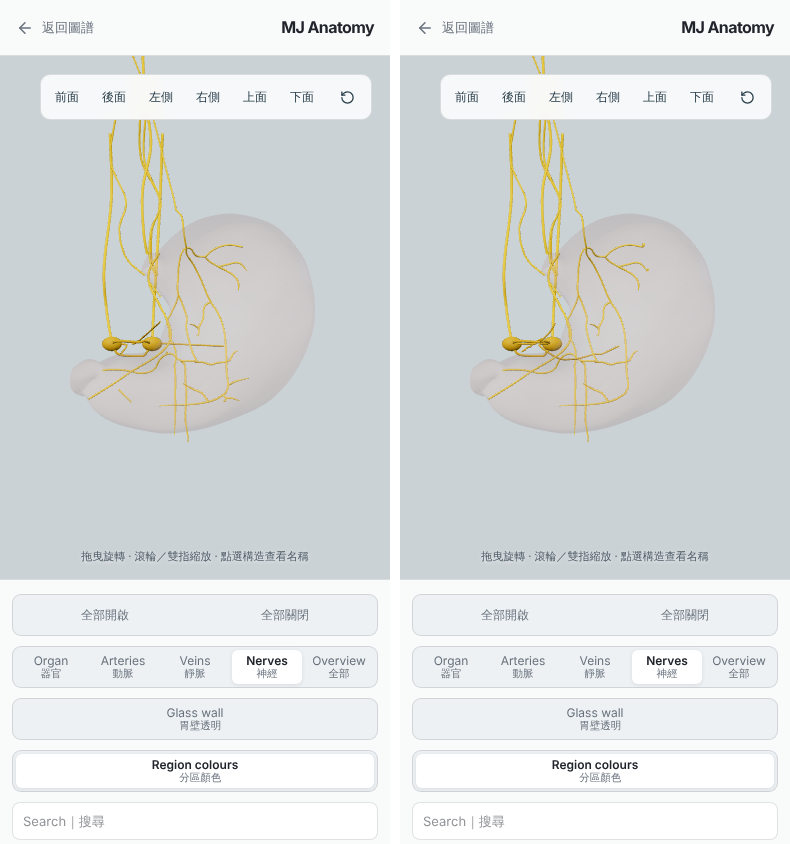 返回圖譜
MJ Anatomy
前面 後面 左側 右側 上面 下面
拖曳旋轉 · 滾輪／雙指縮放 · 點選構造查看名稱
全部開啟 全部關閉
Organ Arteries Veins Nerves Overview
器官 動脈 靜脈 神經 全部
Glass wall
胃壁透明
Region colours
分區顏色
Search｜搜尋
返回圖譜
MJ Anatomy
前面 後面 左側 右側 上面 下面
拖曳旋轉 · 滾輪／雙指縮放 · 點選構造查看名稱
全部開啟 全部關閉
Organ Arteries Veins Nerves Overview
器官 動脈 靜脈 神經 全部
Glass wall
胃壁透明
Region colours
分區顏色
Search｜搜尋